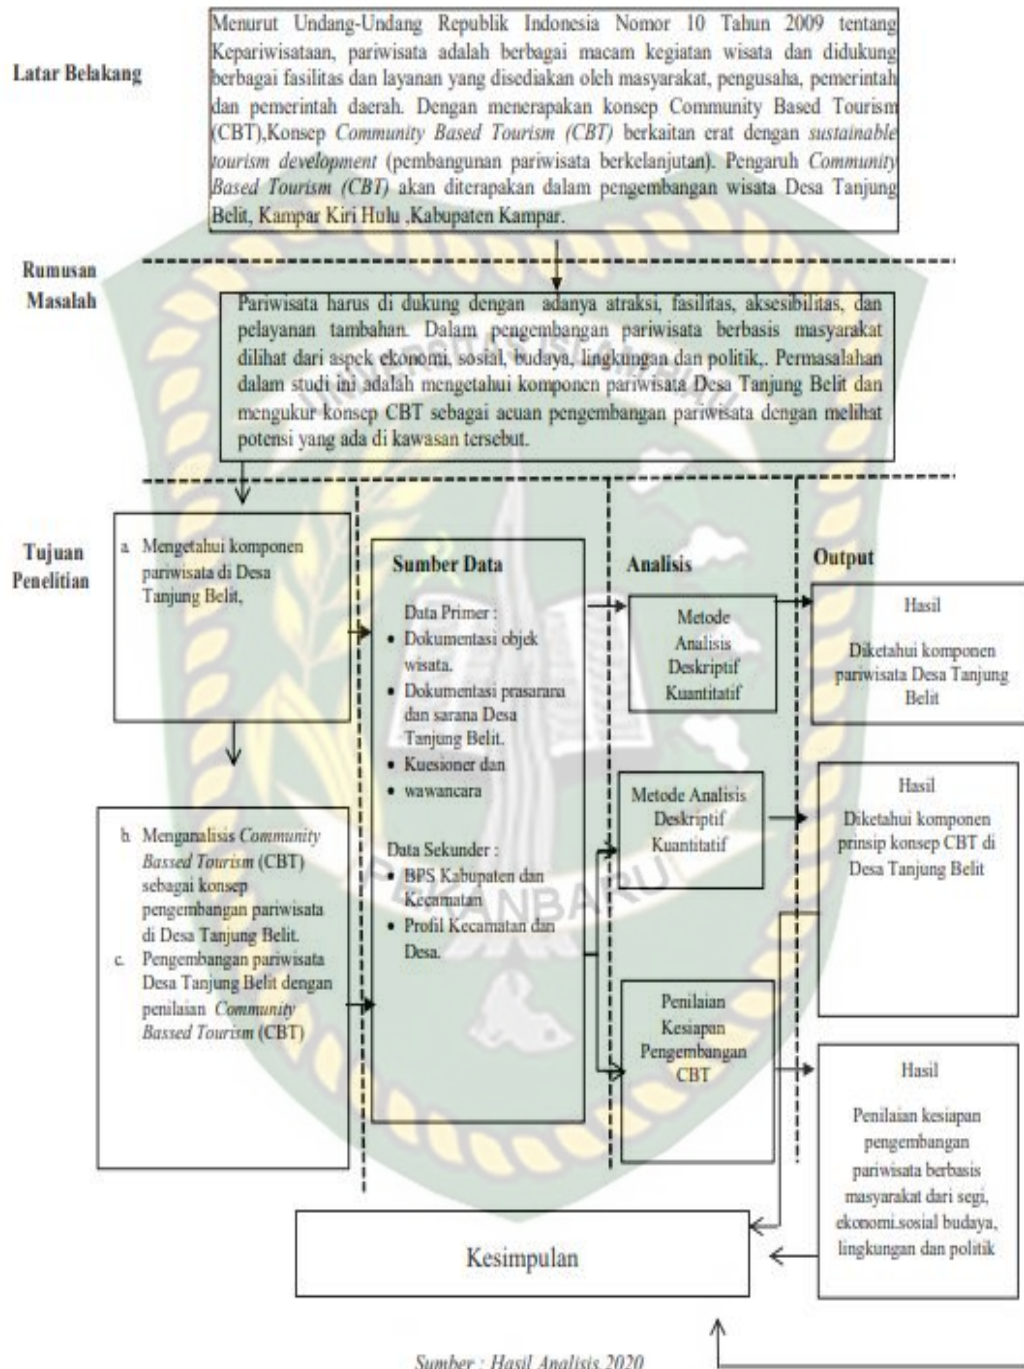 Latar Belakang
Menurut Undang-Undang Republik Indonesia Nomor 10 Tahun 2009 tentang
Kepariwisataan, pariwisata adalah berbagai macam kegiatan wisata dan didukung
berbagai fasilitas dan layanan yang disediakan oleh masyarakat, pengusaha, pemerintah
dan pemerintah daerah. Dengan menerapkan konsep Community Based Tourism
(CBT),Konsep Community Based Tourism (CBT) berkaitan erat dengan sustainable
tourism development (pembangunan pariwisata berkelanjutan). Pengaruh Community
Based Tourism (CBT) akan diterapakan dalam pengembangan wisata Desa Tanjung
Belit, Kampar Kiri Hulu ,Kabupaten Kampar.
Rumusan
Masalah
Pariwisata harus di dukung dengan adanya atraksi, fasilitas, aksesibilitas, dan
pelayanan tambahan. Dalam pengembangan pariwisata berbasis masyarakat
dilihat dari aspek ekonomi, sosial, budaya, lingkungan dan politik,. Permasalahan
dalam studi ini adalah mengetahui komponen pariwisata Desa Tanjung Belit dan
mengukur konsep CBT sebagai acuan pengembangan pariwisata dengan melihat
potensi yang ada di kawasan tersebut.
Tujuan
Penelitian
a. Mengetahui komponen
pariwisata di Desa
Tanjung Belit,
b. Menganalisis Community
Bassed Tourism (CBT)
sebagai konsep
pengembangan pariwisata
di Desa Tanjung Belit.
c. Pengembangan pariwisata
Desa Tanjung Belit dengan
penilaian Community
Bassed Tourism (CBT)
Sumber Data
Data Primer :
• Dokumentasi objek
wisata.
• Dokumentasi prasarana
dan sarana Desa
Tanjung Belit.
• Kuesioner dan
• wawancara
Data Sekunder :
• BPS Kabupaten dan
Kecamatan
• Profil Kecamatan dan
Desa.
Analisis
Metode
Analisis
Deskriptif
Kuantitatif
Metode Analisis
Deskriptif
Kuantitatif
Penilaian
Kesiapan
Pengembangan
CBT
Output
Hasil
Diketahui komponen
pariwisata Desa Tanjung
Belit
Hasil
Diketahui komponen
prinsip konsep CBT di
Desa Tanjung Belit
Hasil
Penilaian kesiapan
pengembangan
pariwisata berbasis
masyarakat dari segi,
ekonomi.sosial budaya,
lingkungan dan politik
Kesimpulan
Sumber : Hasil Analisis,2020
UNIVERSITAS ISLAM RIAU
PEKANBARU